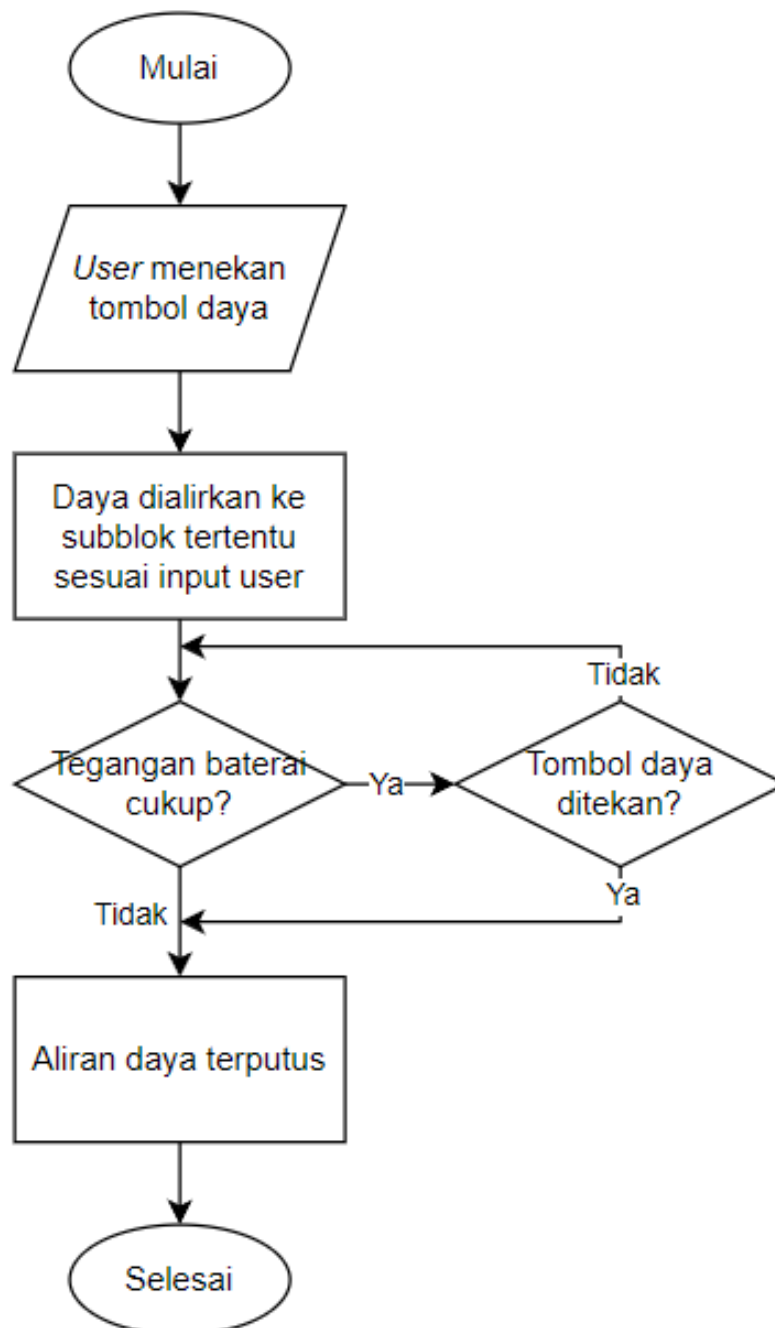 Mulai
User menekan
tombol daya
Daya dialirkan ke
subblok tertentu
sesuai input user
Tidak
Tegangan baterai
cukup?
Ya
Tombol daya
ditekan?
Tidak
Ya
Aliran daya terputus
Selesai